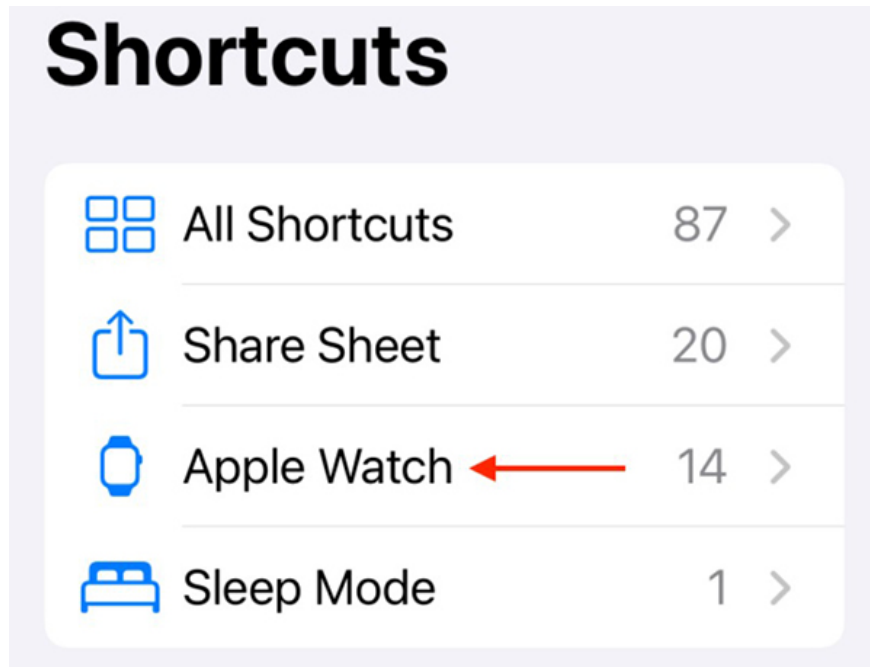 Shortcuts
All Shortcuts 87
Share Sheet 20
Apple Watch 14
Sleep Mode 1